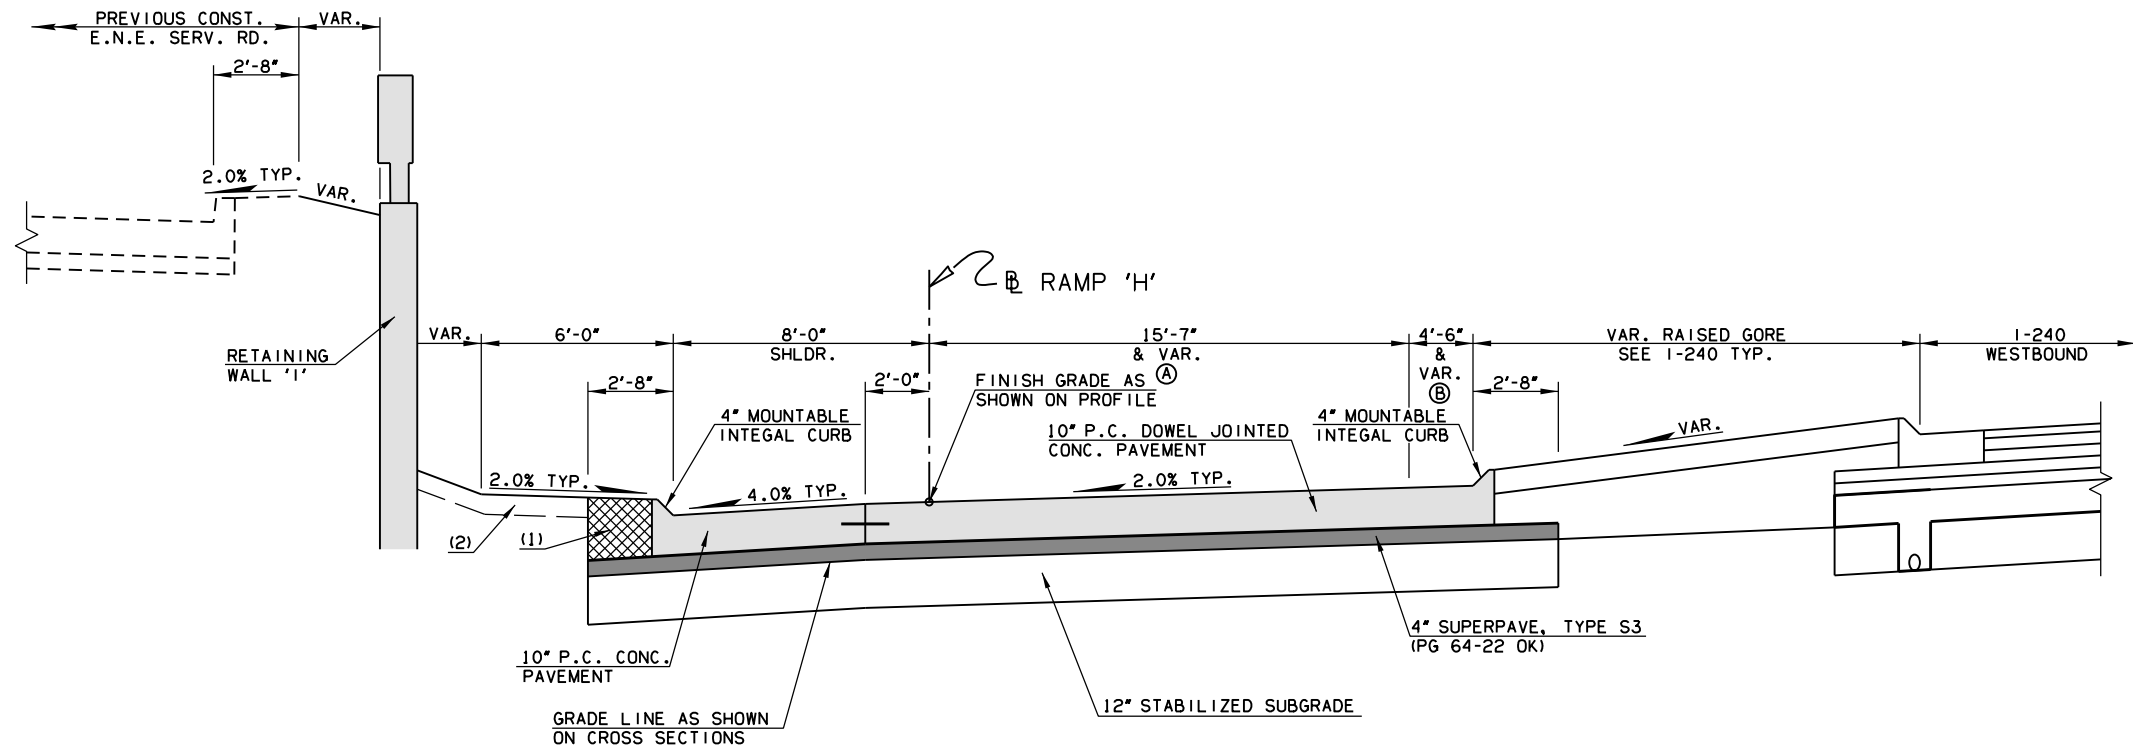 PREVIOUS CONST.
E.N.E. SERV. RD.
VAR.
2'-8"
2.0% TYP.
VAR.
RETAINING
WALL 'I'
℄ RAMP 'H'
VAR.
6'-0"
8'-0"
SHLDR.
15'-7"
& VAR.
A
4'-6"
&
VAR.
B
VAR. RAISED GORE
SEE I-240 TYP.
I-240
WESTBOUND
2'-8"
2'-0"
FINISH GRADE AS
SHOWN ON PROFILE
2'-8"
4" MOUNTABLE
INTEGAL CURB
10" P.C. DOWEL JOINTED
CONC. PAVEMENT
4" MOUNTABLE
INTEGAL CURB
VAR.
2.0% TYP.
4.0% TYP.
2.0% TYP.
(2)
(1)
4" SUPERPAVE, TYPE S3
(PG 64-22 OK)
10" P.C. CONC.
PAVEMENT
12" STABILIZED SUBGRADE
GRADE LINE AS SHOWN
ON CROSS SECTIONS